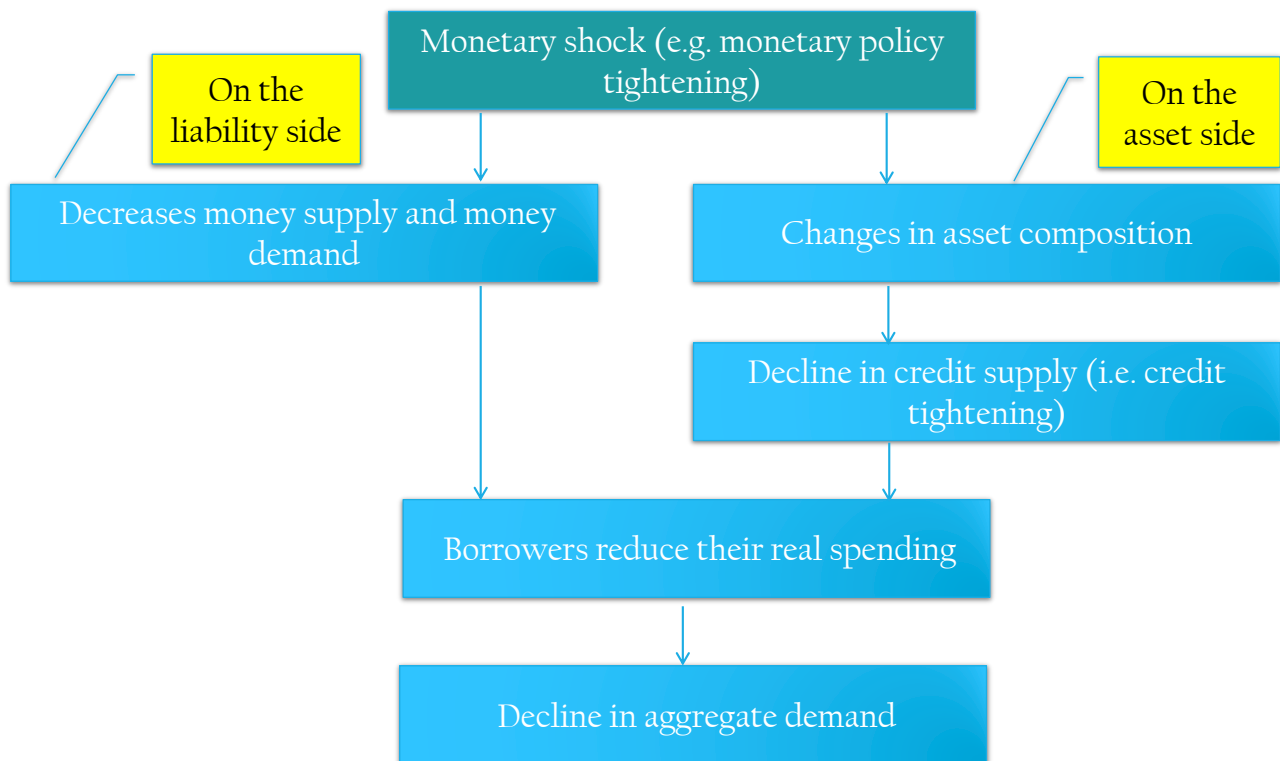 Monetary shock (e.g. monetary policy
tightening)
On the
liability side
On the
asset side
Decreases money supply and money
demand
Changes in asset composition
Decline in credit supply (i.e. credit
tightening)
Borrowers reduce their real spending
Decline in aggregate demand